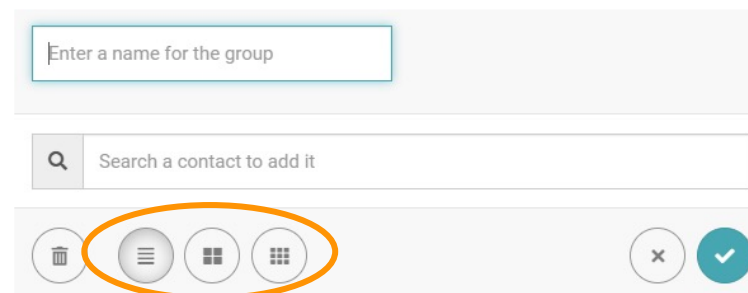 Enter a name for the group
Search a contact to add it